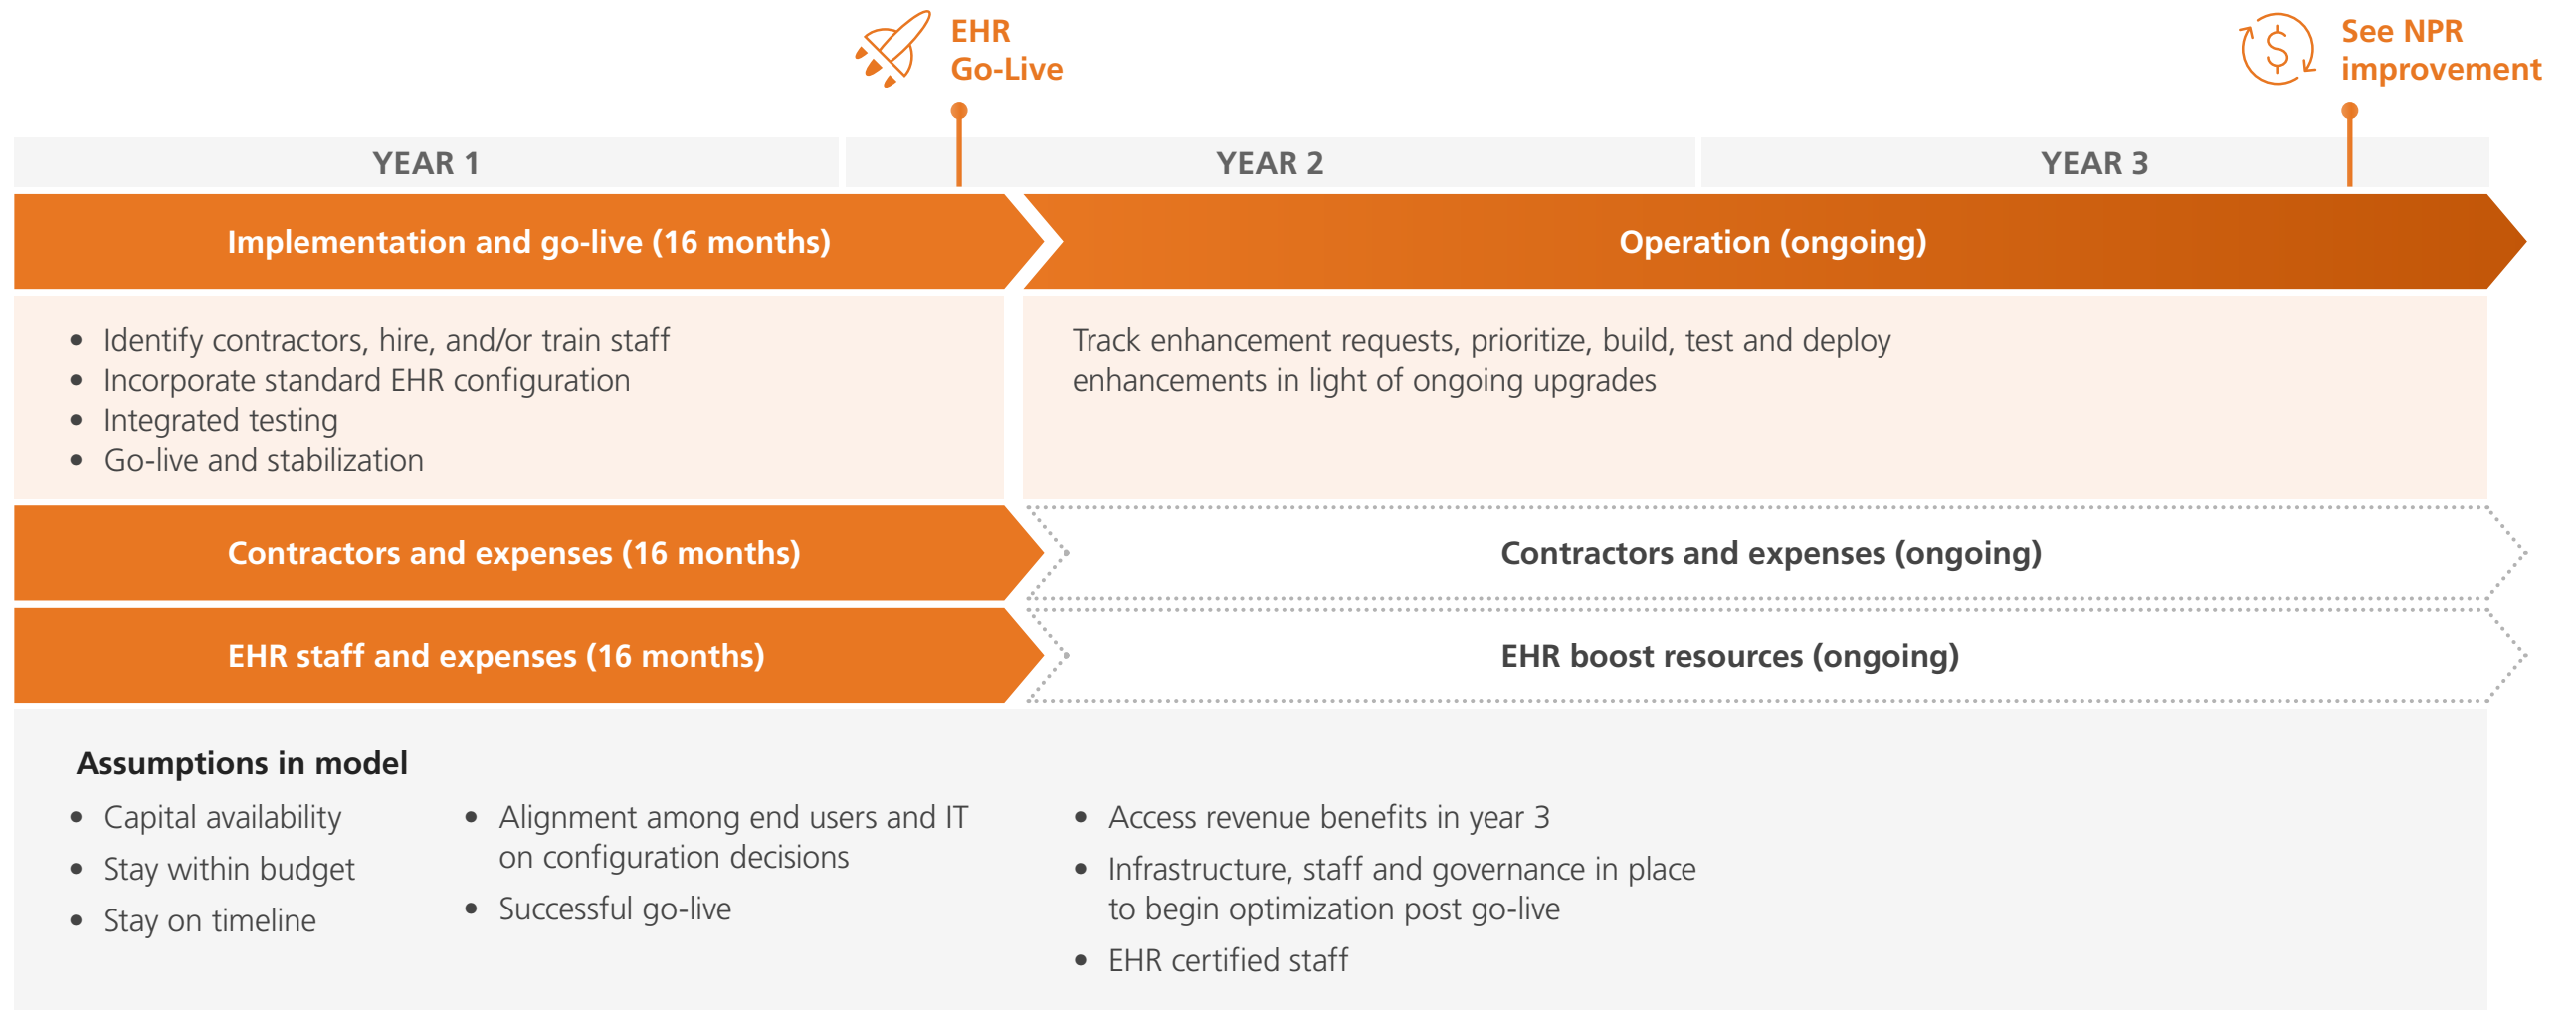 EHR
Go-Live
See NPR
improvement
YEAR 1
YEAR 2
YEAR 3
Implementation and go-live (16 months)
Operation (ongoing)
• Identify contractors, hire, and/or train staff
• Incorporate standard EHR configuration
• Integrated testing
• Go-live and stabilization
Track enhancement requests, prioritize, build, test and deploy
enhancements in light of ongoing upgrades
Contractors and expenses (16 months)
Contractors and expenses (ongoing)
EHR staff and expenses (16 months)
EHR boost resources (ongoing)
Assumptions in model
• Capital availability
• Stay within budget
• Stay on timeline
• Alignment among end users and IT
on configuration decisions
• Successful go-live
• Access revenue benefits in year 3
• Infrastructure, staff and governance in place
to begin optimization post go-live
• EHR certified staff